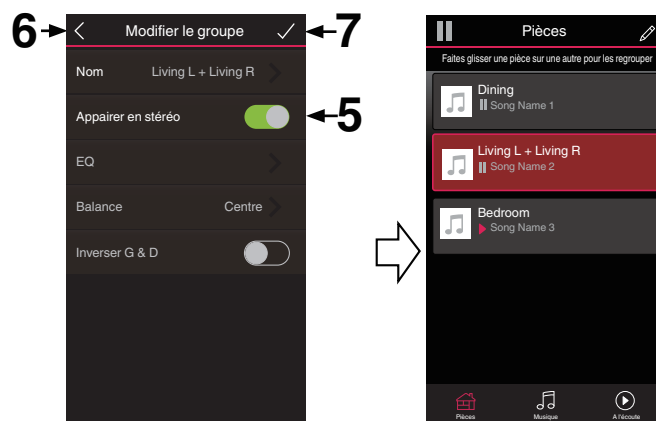 6
Modifier le groupe
7
Nom Living L + Living R
Appairer en stéréo
5
EQ
Balance Centre
Inverser G & D
Pièces
Faites glisser une pièce sur une autre pour les regrouper
Dining
Song Name 1
Living L + Living R
Song Name 2
Bedroom
Song Name 3
Pièces Musique A l'écoute